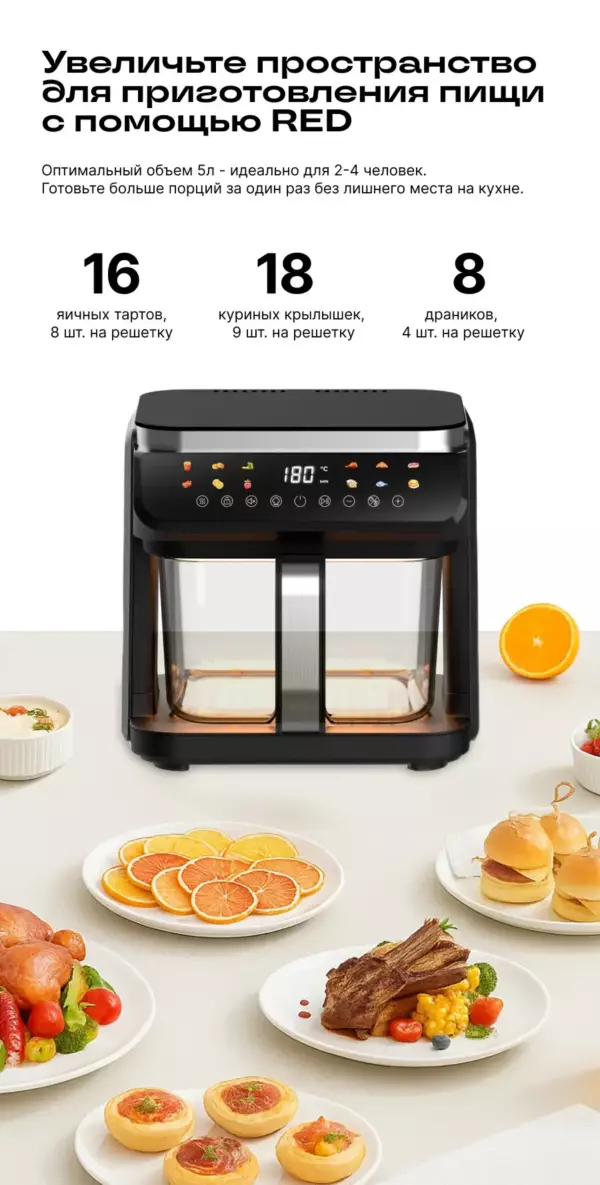 Увеличьте пространство
для приготовления пищи
с помощью RED
Оптимальный объем 5л - идеально для 2-4 человек.
Готовьте больше порций за один раз без лишнего места на кухне.
16
яичных тартов,
8 шт. на решетку
18
куриных крылышек,
9 шт. на решетку
8
драников,
4 шт. на решетку
180 °C
MIN